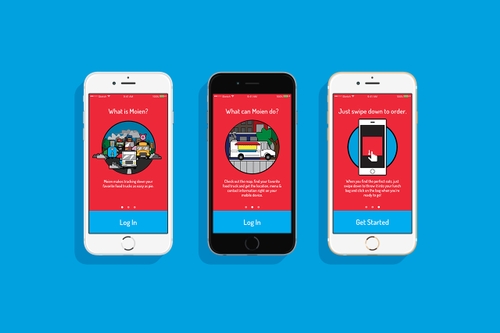 What is Moien?
Moien makes tracking down your
favorite food trucks as easy as pie.
Log In
What can Moien do?
Check out the map, find your favorite
food truck and get the location, menu &
contact information right on your
mobile device.
Log In
Just swipe down to order.
When you find the perfect eats, just
swipe down to throw it into your lunch
bag and click on the bag when you're
ready to go!
Get Started